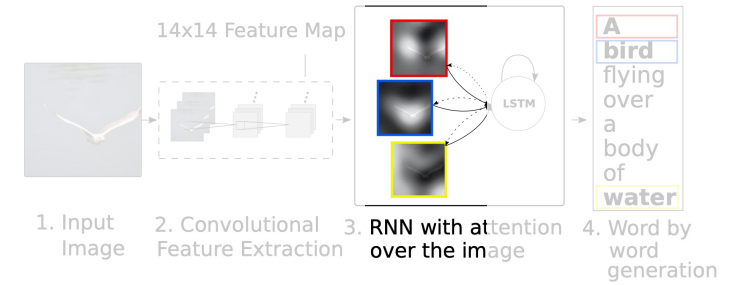 14x14 Feature Map
LSTM
A
bird
flying
over
a
body
of
water
1. Input
Image
2. Convolutional
Feature Extraction
3. RNN with attention
over the image
4. Word by
word
generation